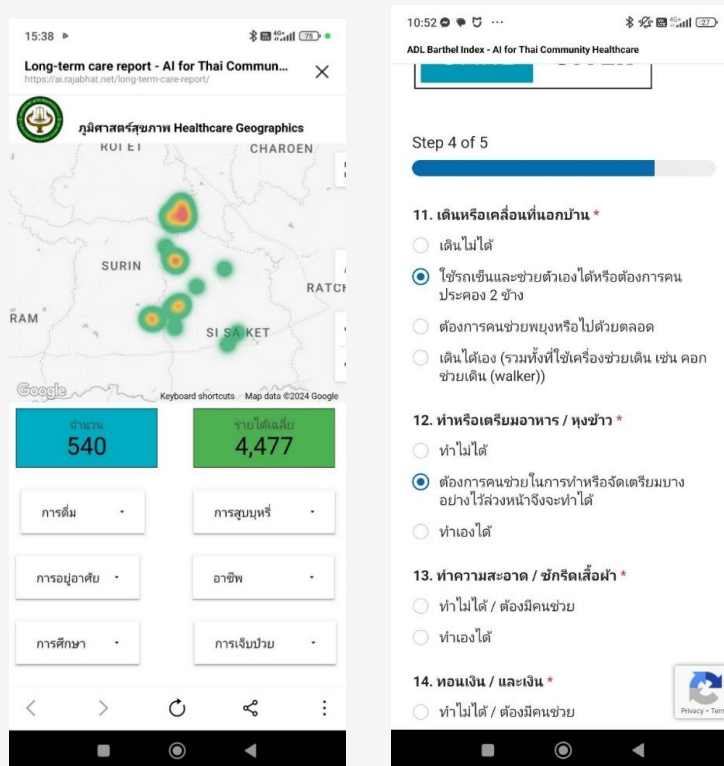 15:38
75
Long-term care report - AI for Thai Commun...
https://ai.rajabhat.net/long-term-care-report/
ภูมิศาสตร์สุขภาพ Healthcare Geographics
ROI ET
CHAROEN
SURIN
RATCH
RAM
SI SA KET
Google
Keyboard shortcuts
Map data ©2024 Google
จำนวน
540
รายได้เฉลี่ย
4,477
การดื่ม
การสูบบุหรี่
การอยู่อาศัย
อาชีพ
การศึกษา
การเจ็บป่วย
10:52
27
ADL Barthel Index - AI for Thai Community Healthcare
Step 4 of 5
11. เดินหรือเคลื่อนที่นอกบ้าน *
เดินไม่ได้
ใช้รถเข็นและช่วยตัวเองได้หรือต้องการคน
ประคอง 2 ข้าง
ต้องการคนช่วยพยุงหรือไปด้วยตลอด
เดินได้เอง (รวมทั้งที่ใช้เครื่องช่วยเดิน เช่น คอก
ช่วยเดิน (walker))
12. ทำหรือเตรียมอาหาร / หุงข้าว *
ทำไม่ได้
ต้องการคนช่วยในการทำหรือจัดเตรียมบาง
อย่างไว้ล่วงหน้าจึงจะทำได้
ทำเองได้
13. ทำความสะอาด / ซักรีดเสื้อผ้า *
ทำไม่ได้ / ต้องมีคนช่วย
ทำเองได้
14. ทอนเงิน / แลกเงิน *
ทำไม่ได้ / ต้องมีคนช่วย
Privacy - Term